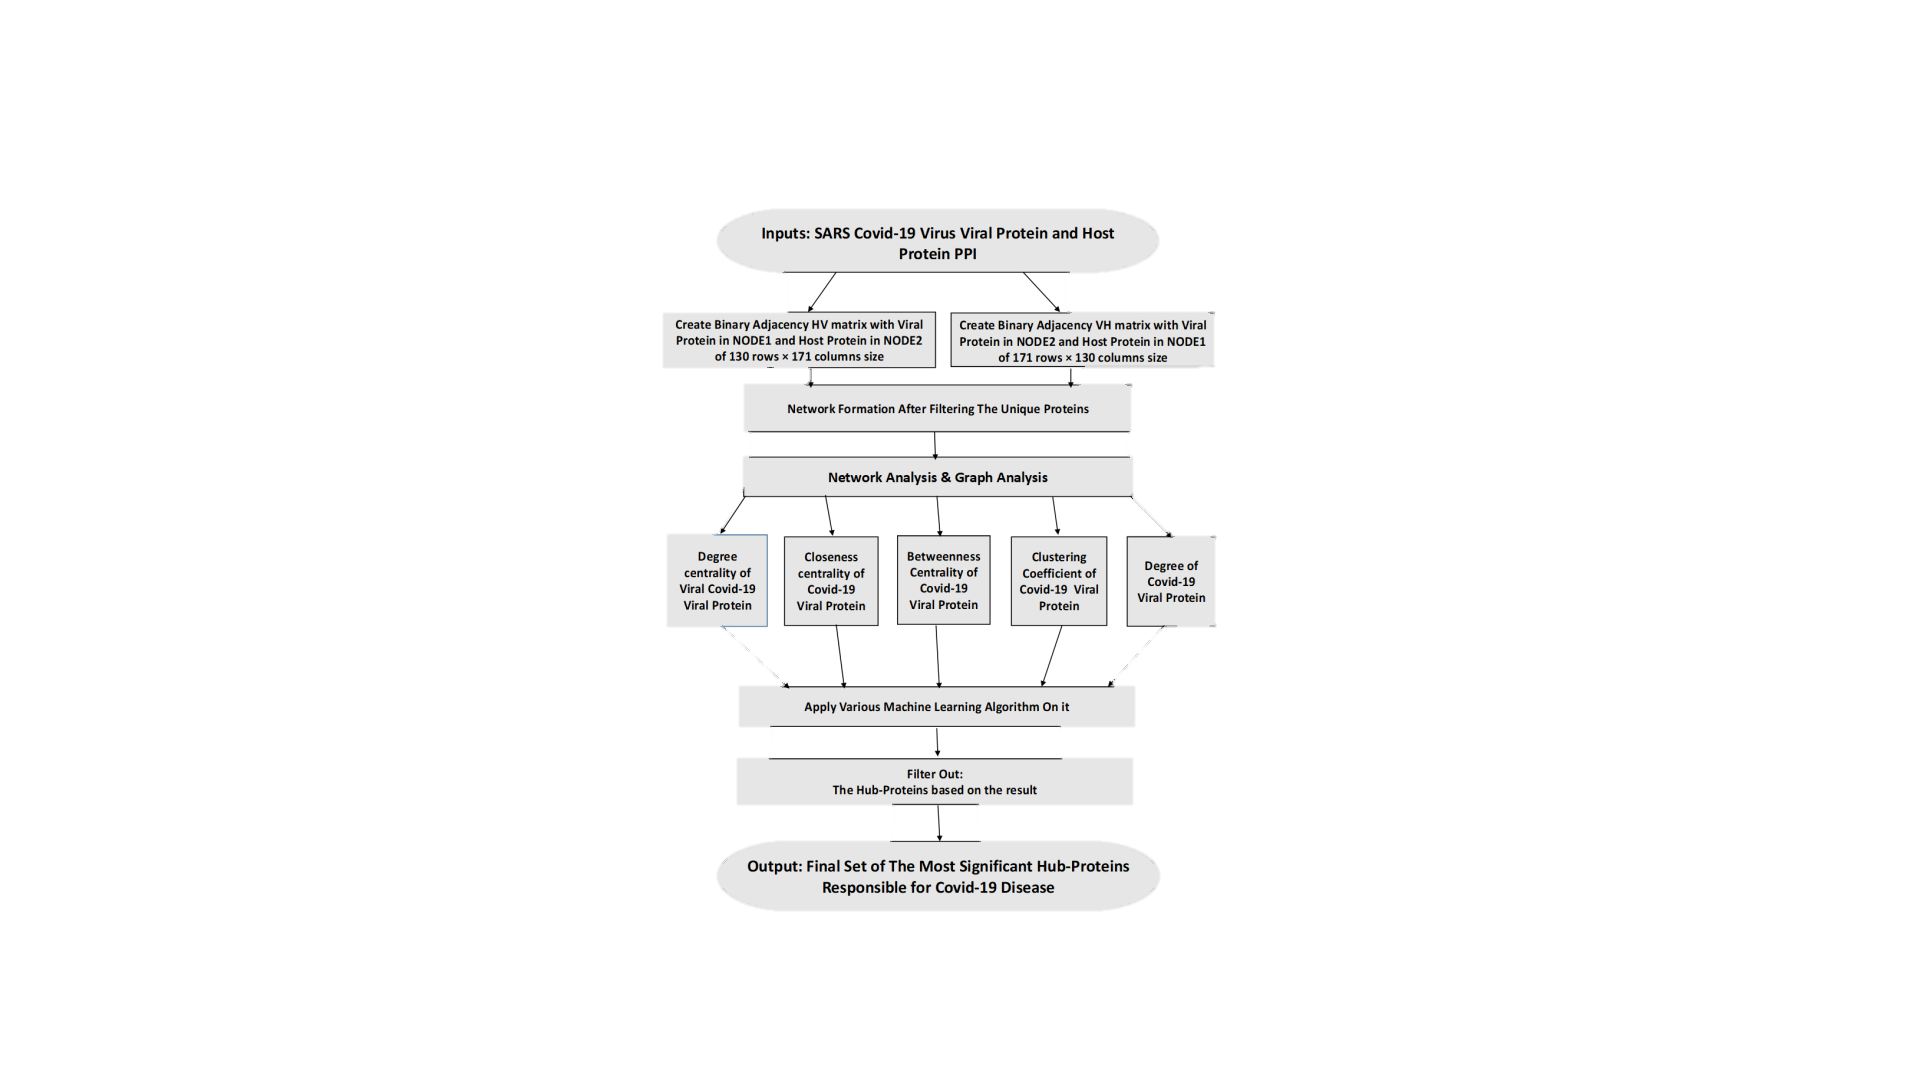 Inputs: SARS Covid-19 Virus Viral Protein and Host
Protein PPI
Create Binary Adjacency HV matrix with Viral
Protein in NODE1 and Host Protein in NODE2
of 130 rows × 171 columns size
Create Binary Adjacency VH matrix with Viral
Protein in NODE2 and Host Protein in NODE1
of 171 rows × 130 columns size
Network Formation After Filtering The Unique Proteins
Network Analysis & Graph Analysis
Degree
centrality of
Viral Covid-19
Viral Protein
Closeness
centrality of
Covid-19
Viral Protein
Betweenness
Centrality of
Covid-19
Viral Protein
Clustering
Coefficient of
Covid-19 Viral
Protein
Degree of
Covid-19
Viral Protein
Apply Various Machine Learning Algorithm On it
Filter Out:
The Hub-Proteins based on the result
Output: Final Set of The Most Significant Hub-Proteins
Responsible for Covid-19 Disease